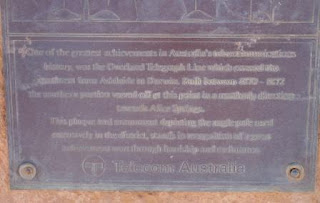 One of the greatest achievements in Australia's telecommunications
history, was the Overland Telegraph Line which crossed the
continent from Adelaide to Darwin. Built between 1870 - 1872
the northern portion veered off at this point in a northerly direction
towards Alice Springs.
This plaque and monument depicting the angle pole used
extensively in the district, stands in recognition of
achievement won through hardship and endurance.
Telecom Australia